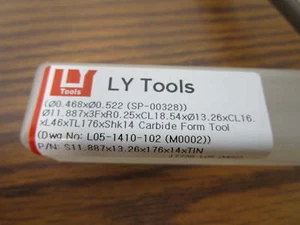 LY
Tools
LY Tools
(Ø0.468xØ0.522 (SP-00328))
Ø11.887x3FxR0.25xCL18.54xØ13.26xCL16.
xL46xTL176xShk14 Carbide Form Tool
(Dwg No: L05-1410-102 (M0002))
P/N: S11.887x13.26x176x14xTIN